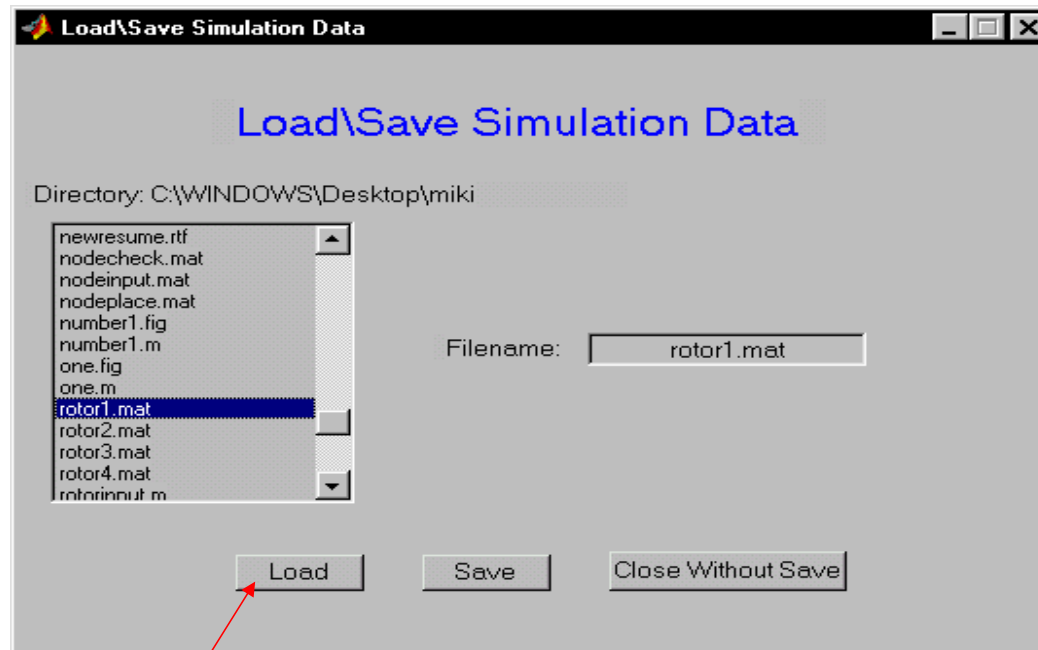 Load\Save Simulation Data
Load\Save Simulation Data
Directory: C:\WINDOWS\Desktop\miki
newresume.rtf
nodecheck.mat
nodeinput.mat
nodeplace.mat
number1.fig
number1.m
one.fig
one.m
rotor1.mat
rotor2.mat
rotor3.mat
rotor4.mat
rotorinput.m
Filename: rotor1.mat
Load Save Close Without Save